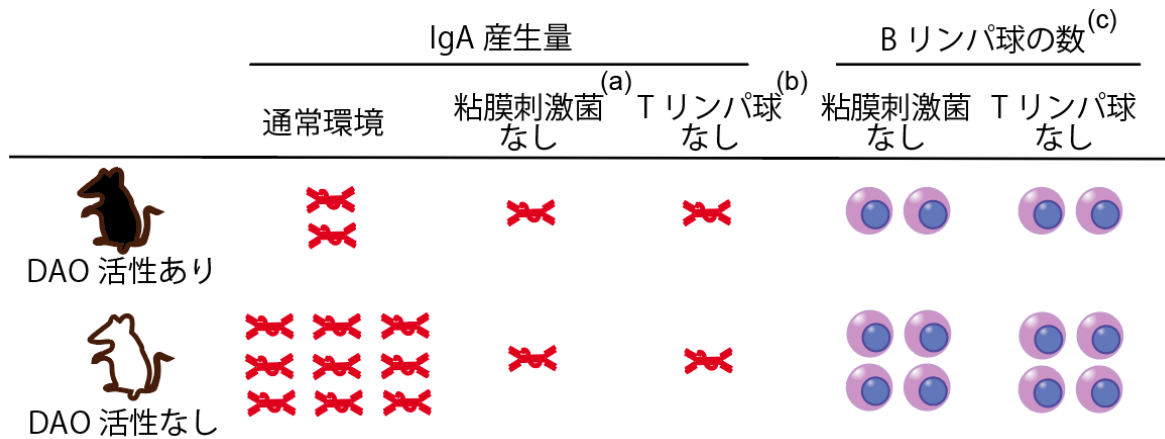 IgA 産生量
B リンパ球の数(c)
通常環境
粘膜刺激菌(a)
なし
T リンパ球(b)
なし
粘膜刺激菌
なし
T リンパ球
なし
DAO 活性あり
DAO 活性なし